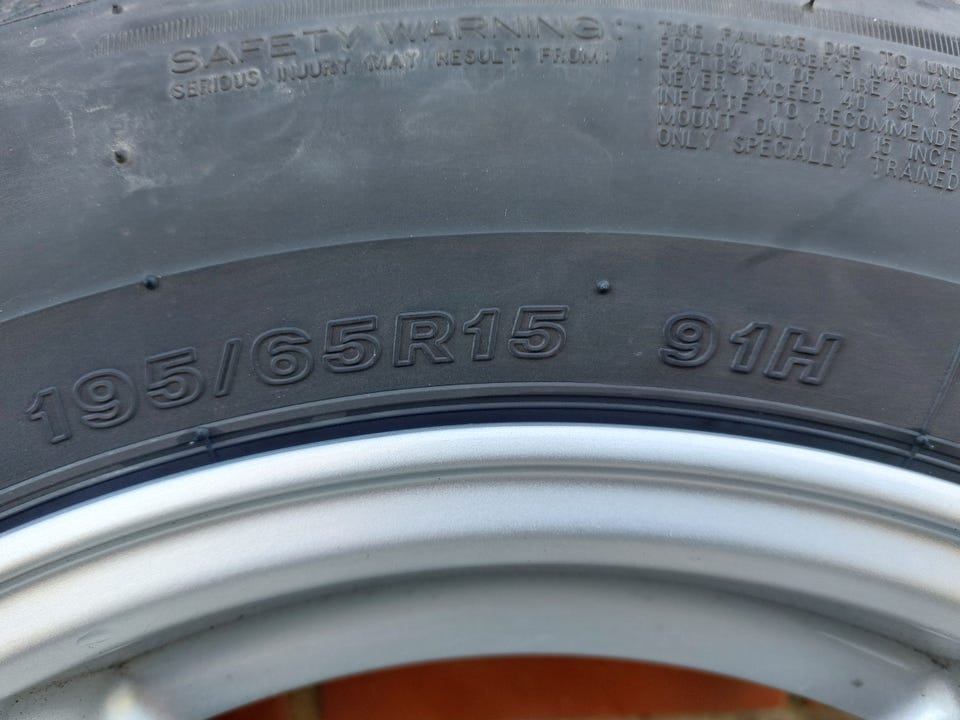 SAFETY WARNING:
SERIOUS INJURY MAY RESULT FROM:
TIRE FAILURE DUE TO
FOLLOW OWNER'S MANUAL
EXPLOSION OF TIRE/RIM
NEVER EXCEED 40 PSI
INFLATE TO
MOUNT ONLY ON 15 INCH
ONLY SPECIALLY TRAINED
195/65R15 91H